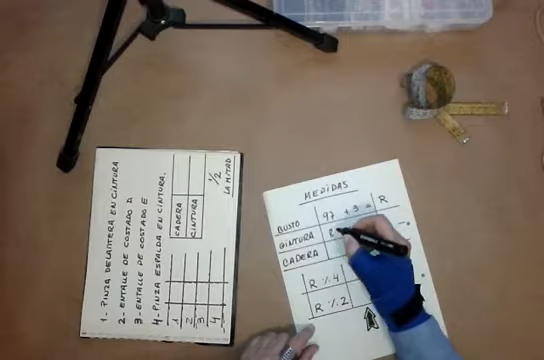 1- PINZA DELANTERA EN CINTURA
2- ENTALLE DE COSTADO D
3- ENTALLE DE COSTADO E
4- PINZA ESPALDA EN CINTURA.
CADERA
CINTURA
1/2
LA MITAD
1
2
3
4
MEDIDAS
BUSTO 97 + 3 = R
CINTURA 8
CADERA
R ./. 4
R ./. 2